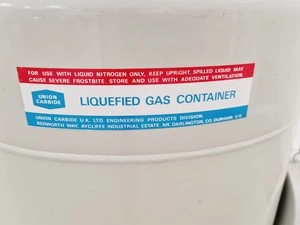 FOR USE WITH LIQUID NITROGEN ONLY, KEEP UPRIGHT, SPILLED LIQUID MAY
CAUSE SEVERE FROSTBITE. STORE AND USE WITH ADEQUATE VENTILATION.
UNION
CARBIDE
LIQUEFIED GAS CONTAINER
UNION CARBIDE U.K. LTD ENGINEERING PRODUCTS DIVISION.
REDWORTH WAY, AYCLIFFE INDUSTRIAL ESTATE, NR. DARLINGTON, CO. DURHAM, U.K.